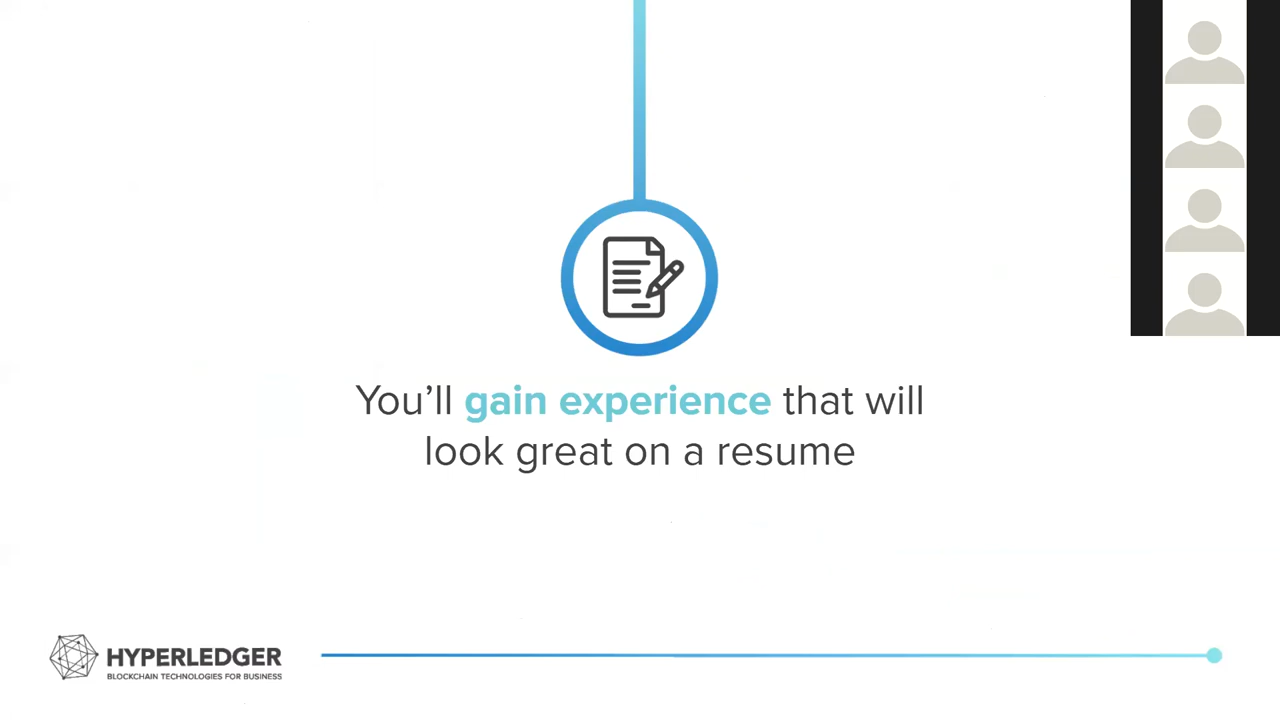 You’ll gain experience that will
look great on a resume
HYPERLEDGER
BLOCKCHAIN TECHNOLOGIES FOR BUSINESS